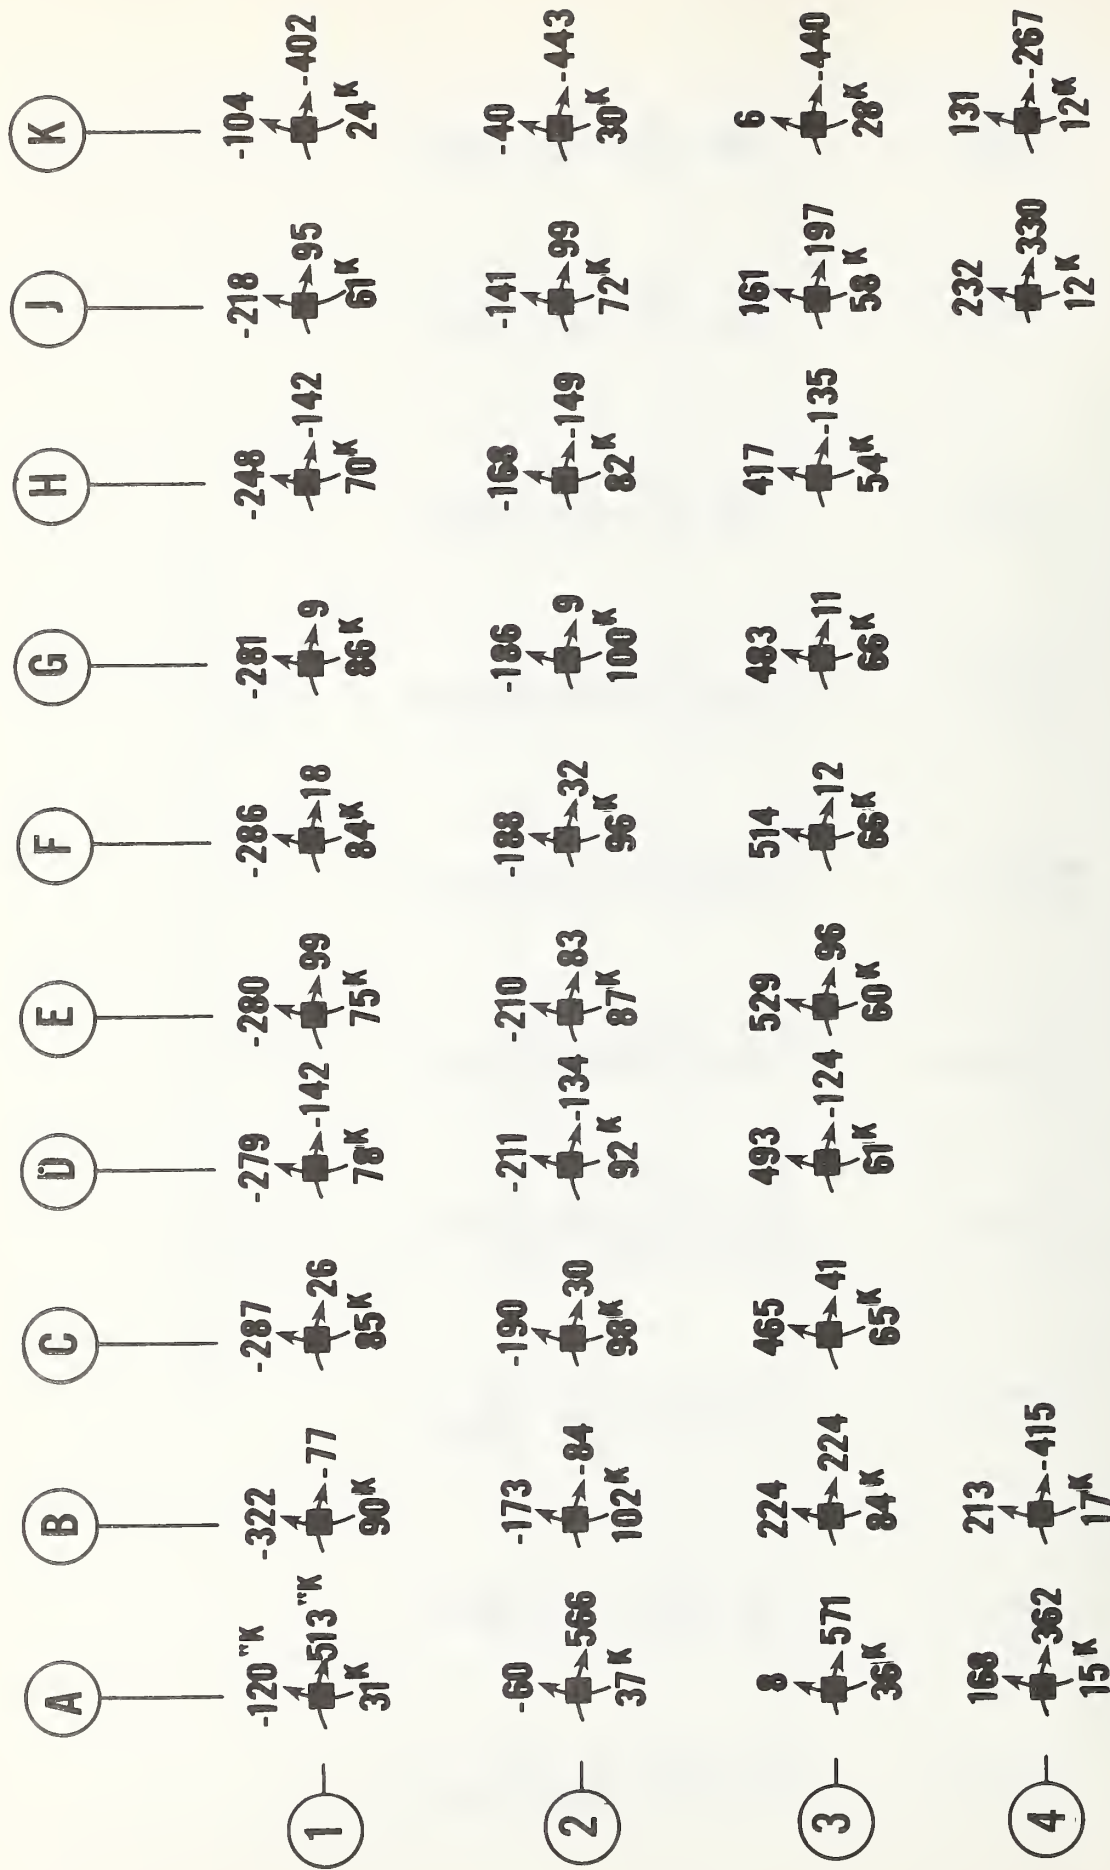 A B C D E F G H J K
-120"K -322 -287 -279 -280 -286 -281 -248 -218 -104
1 513"K -77 26 -142 99 18 9 -142 95 -402
31K 90K 85K 78K 75K 84K 86K 70K 61K 24K
-60 -173 -190 -211 -210 -188 -186 -168 -141 -40
2 566 -84 30 -134 83 32 9 -149 99 -443
37K 102K 98K 92K 87K 96K 100K 82K 72K 30K
8 224 465 493 529 514 483 417 161 6
3 571 224 41 -124 96 12 11 -135 197 -440
36K 84K 65K 61K 60K 66K 66K 54K 58K 28K
168 213 232 131
4 362 -415 330 -267
15K 17K 12K 12K